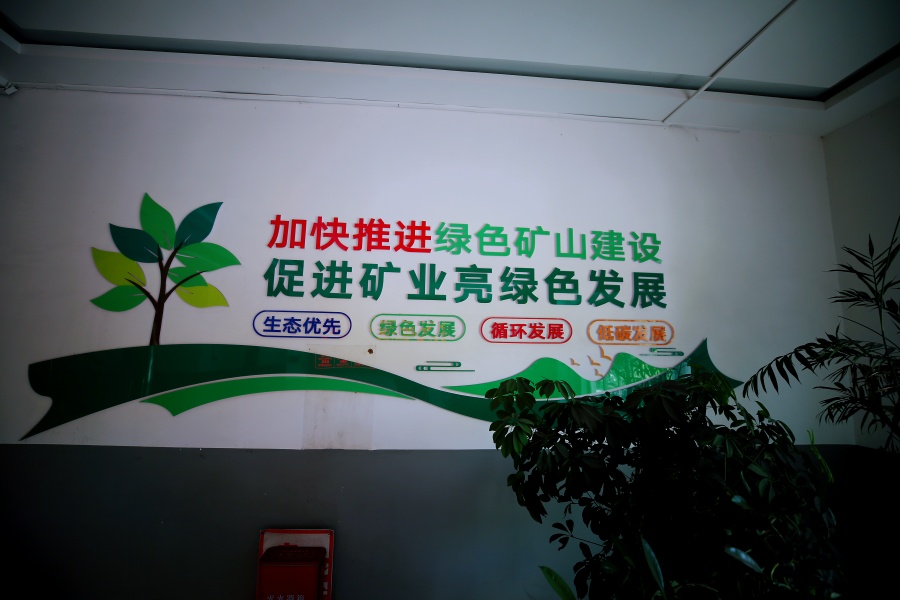 加快推进绿色矿山建设
促进矿业亮绿色发展
生态优先 绿色发展 循环发展 低碳发展